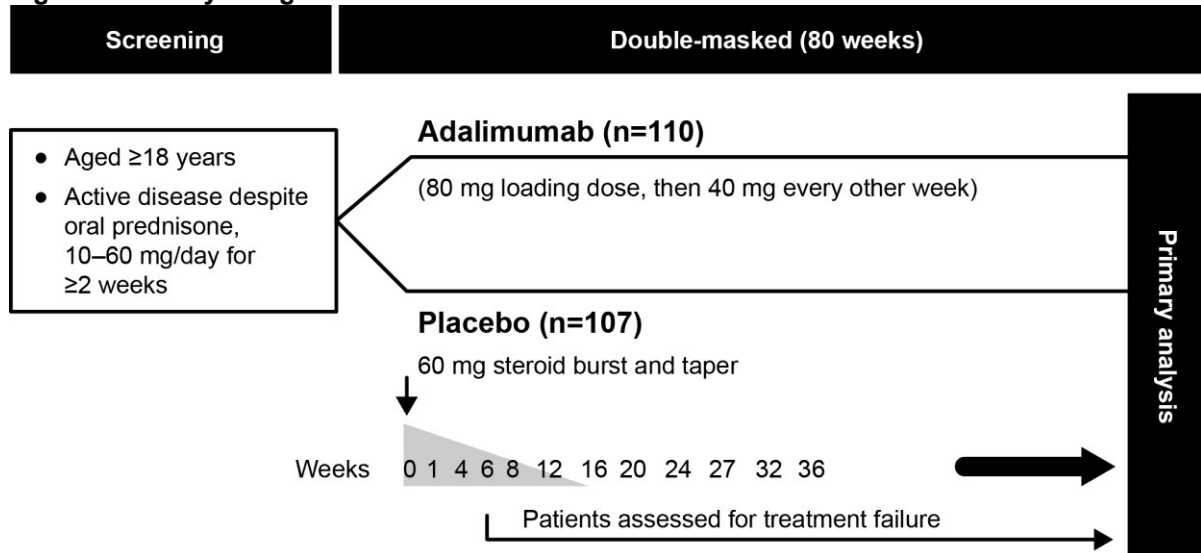 Screening
Double-masked (80 weeks)
● Aged ≥18 years
● Active disease despite
oral prednisone,
10–60 mg/day for
≥2 weeks
Adalimumab (n=110)
(80 mg loading dose, then 40 mg every other week)
Placebo (n=107)
60 mg steroid burst and taper
Weeks 0 1 4 6 8 12 16 20 24 27 32 36
Patients assessed for treatment failure
Primary analysis